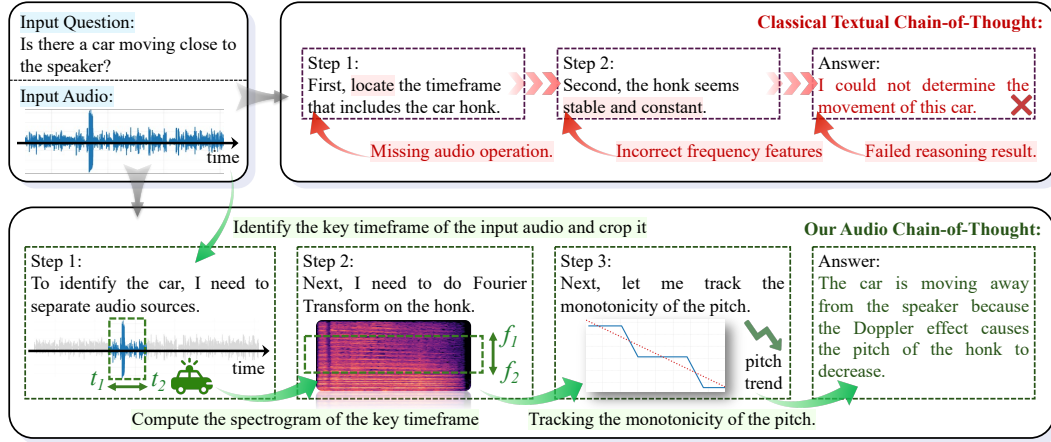 Input Question:
Is there a car moving close to
the speaker?
Input Audio:
time
Classical Textual Chain-of-Thought:
Step 1:
First, locate the timeframe
that includes the car honk.
Step 2:
Second, the honk seems
stable and constant.
Answer:
I could not determine the
movement of this car.
Missing audio operation.
Incorrect frequency features
Failed reasoning result.
Identify the key timeframe of the input audio and crop it
Our Audio Chain-of-Thought:
Step 1:
To identify the car, I need to
separate audio sources.
t1 t2
time
Step 2:
Next, I need to do Fourier
Transform on the honk.
f1
f2
Step 3:
Next, let me track the
monotonicity of the pitch.
pitch
trend
Answer:
The car is moving away
from the speaker because
the Doppler effect causes
the pitch of the honk to
decrease.
Compute the spectrogram of the key timeframe
Tracking the monotonicity of the pitch.